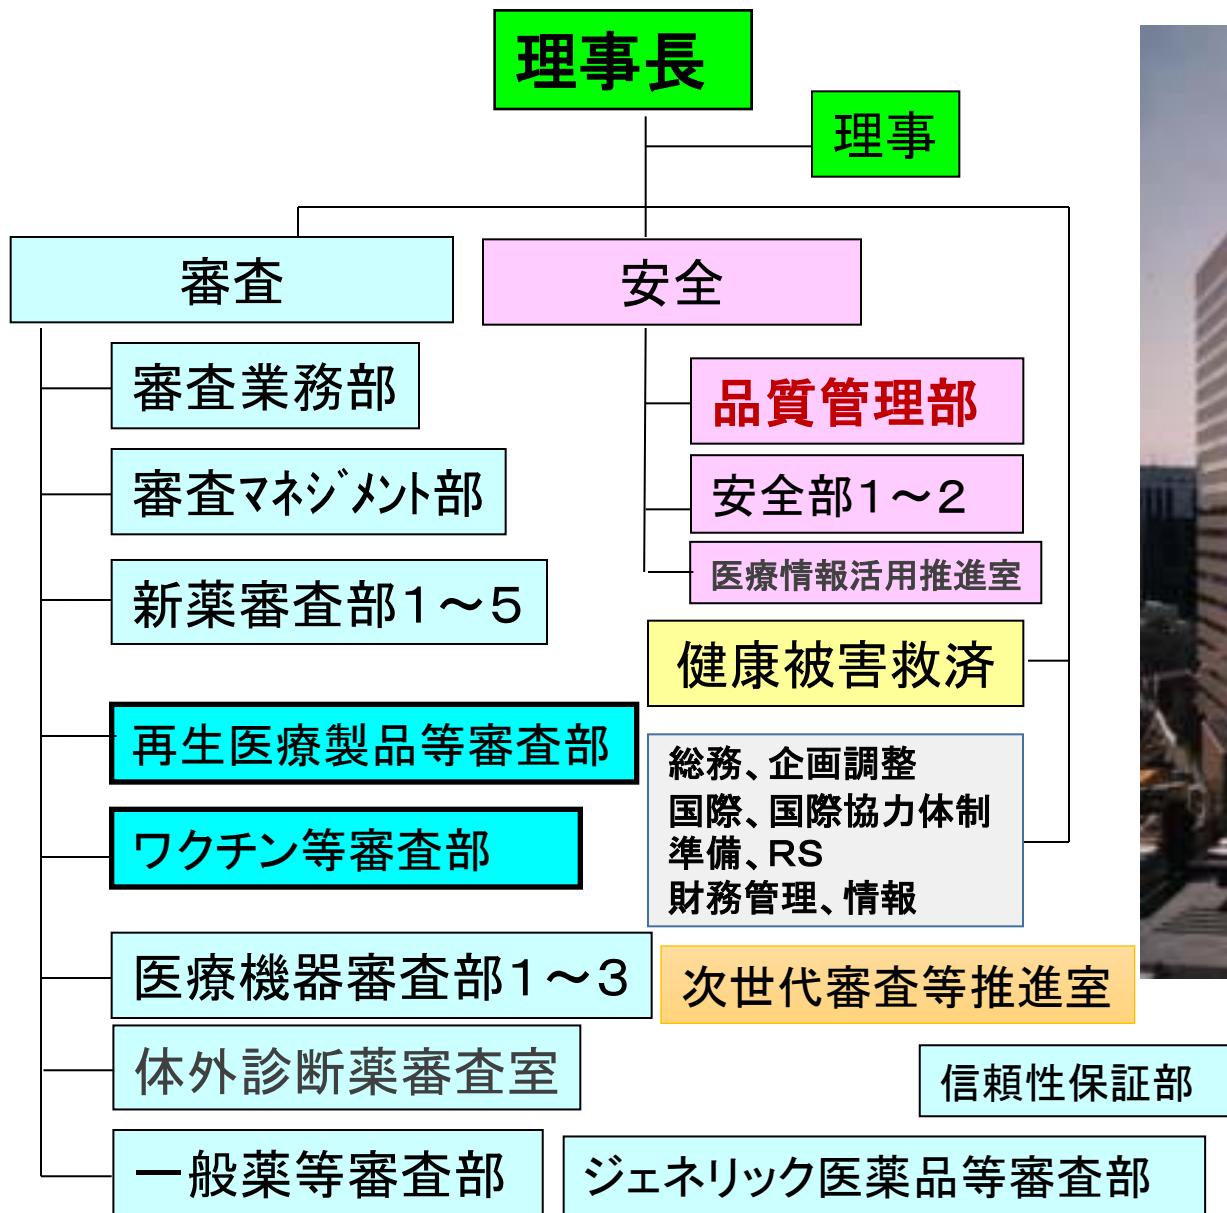 理事長
理事
審査
安全
審査業務部
審査ﾏﾈｼﾞﾒﾝﾄ部
新薬審査部１～５
再生医療製品等審査部
ワクチン等審査部
医療機器審査部１～３
体外診断薬審査室
一般薬等審査部
品質管理部
安全部１～２
医療情報活用推進室
健康被害救済
総務、企画調整
国際、国際協力体制
準備、RS
財務管理、情報
次世代審査等推進室
信頼性保証部
ジェネリック医薬品等審査部